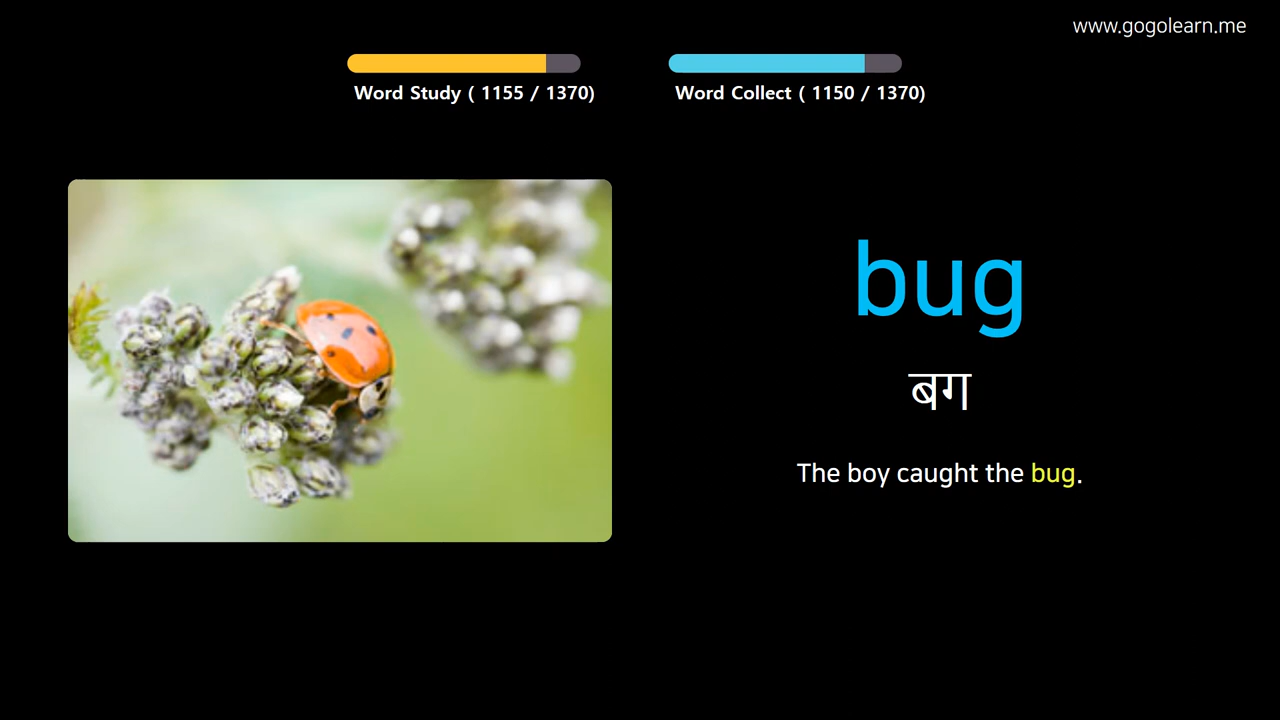 www.gogolearn.me
Word Study ( 1155 / 1370)
Word Collect ( 1150 / 1370)
bug
बग
The boy caught the bug.